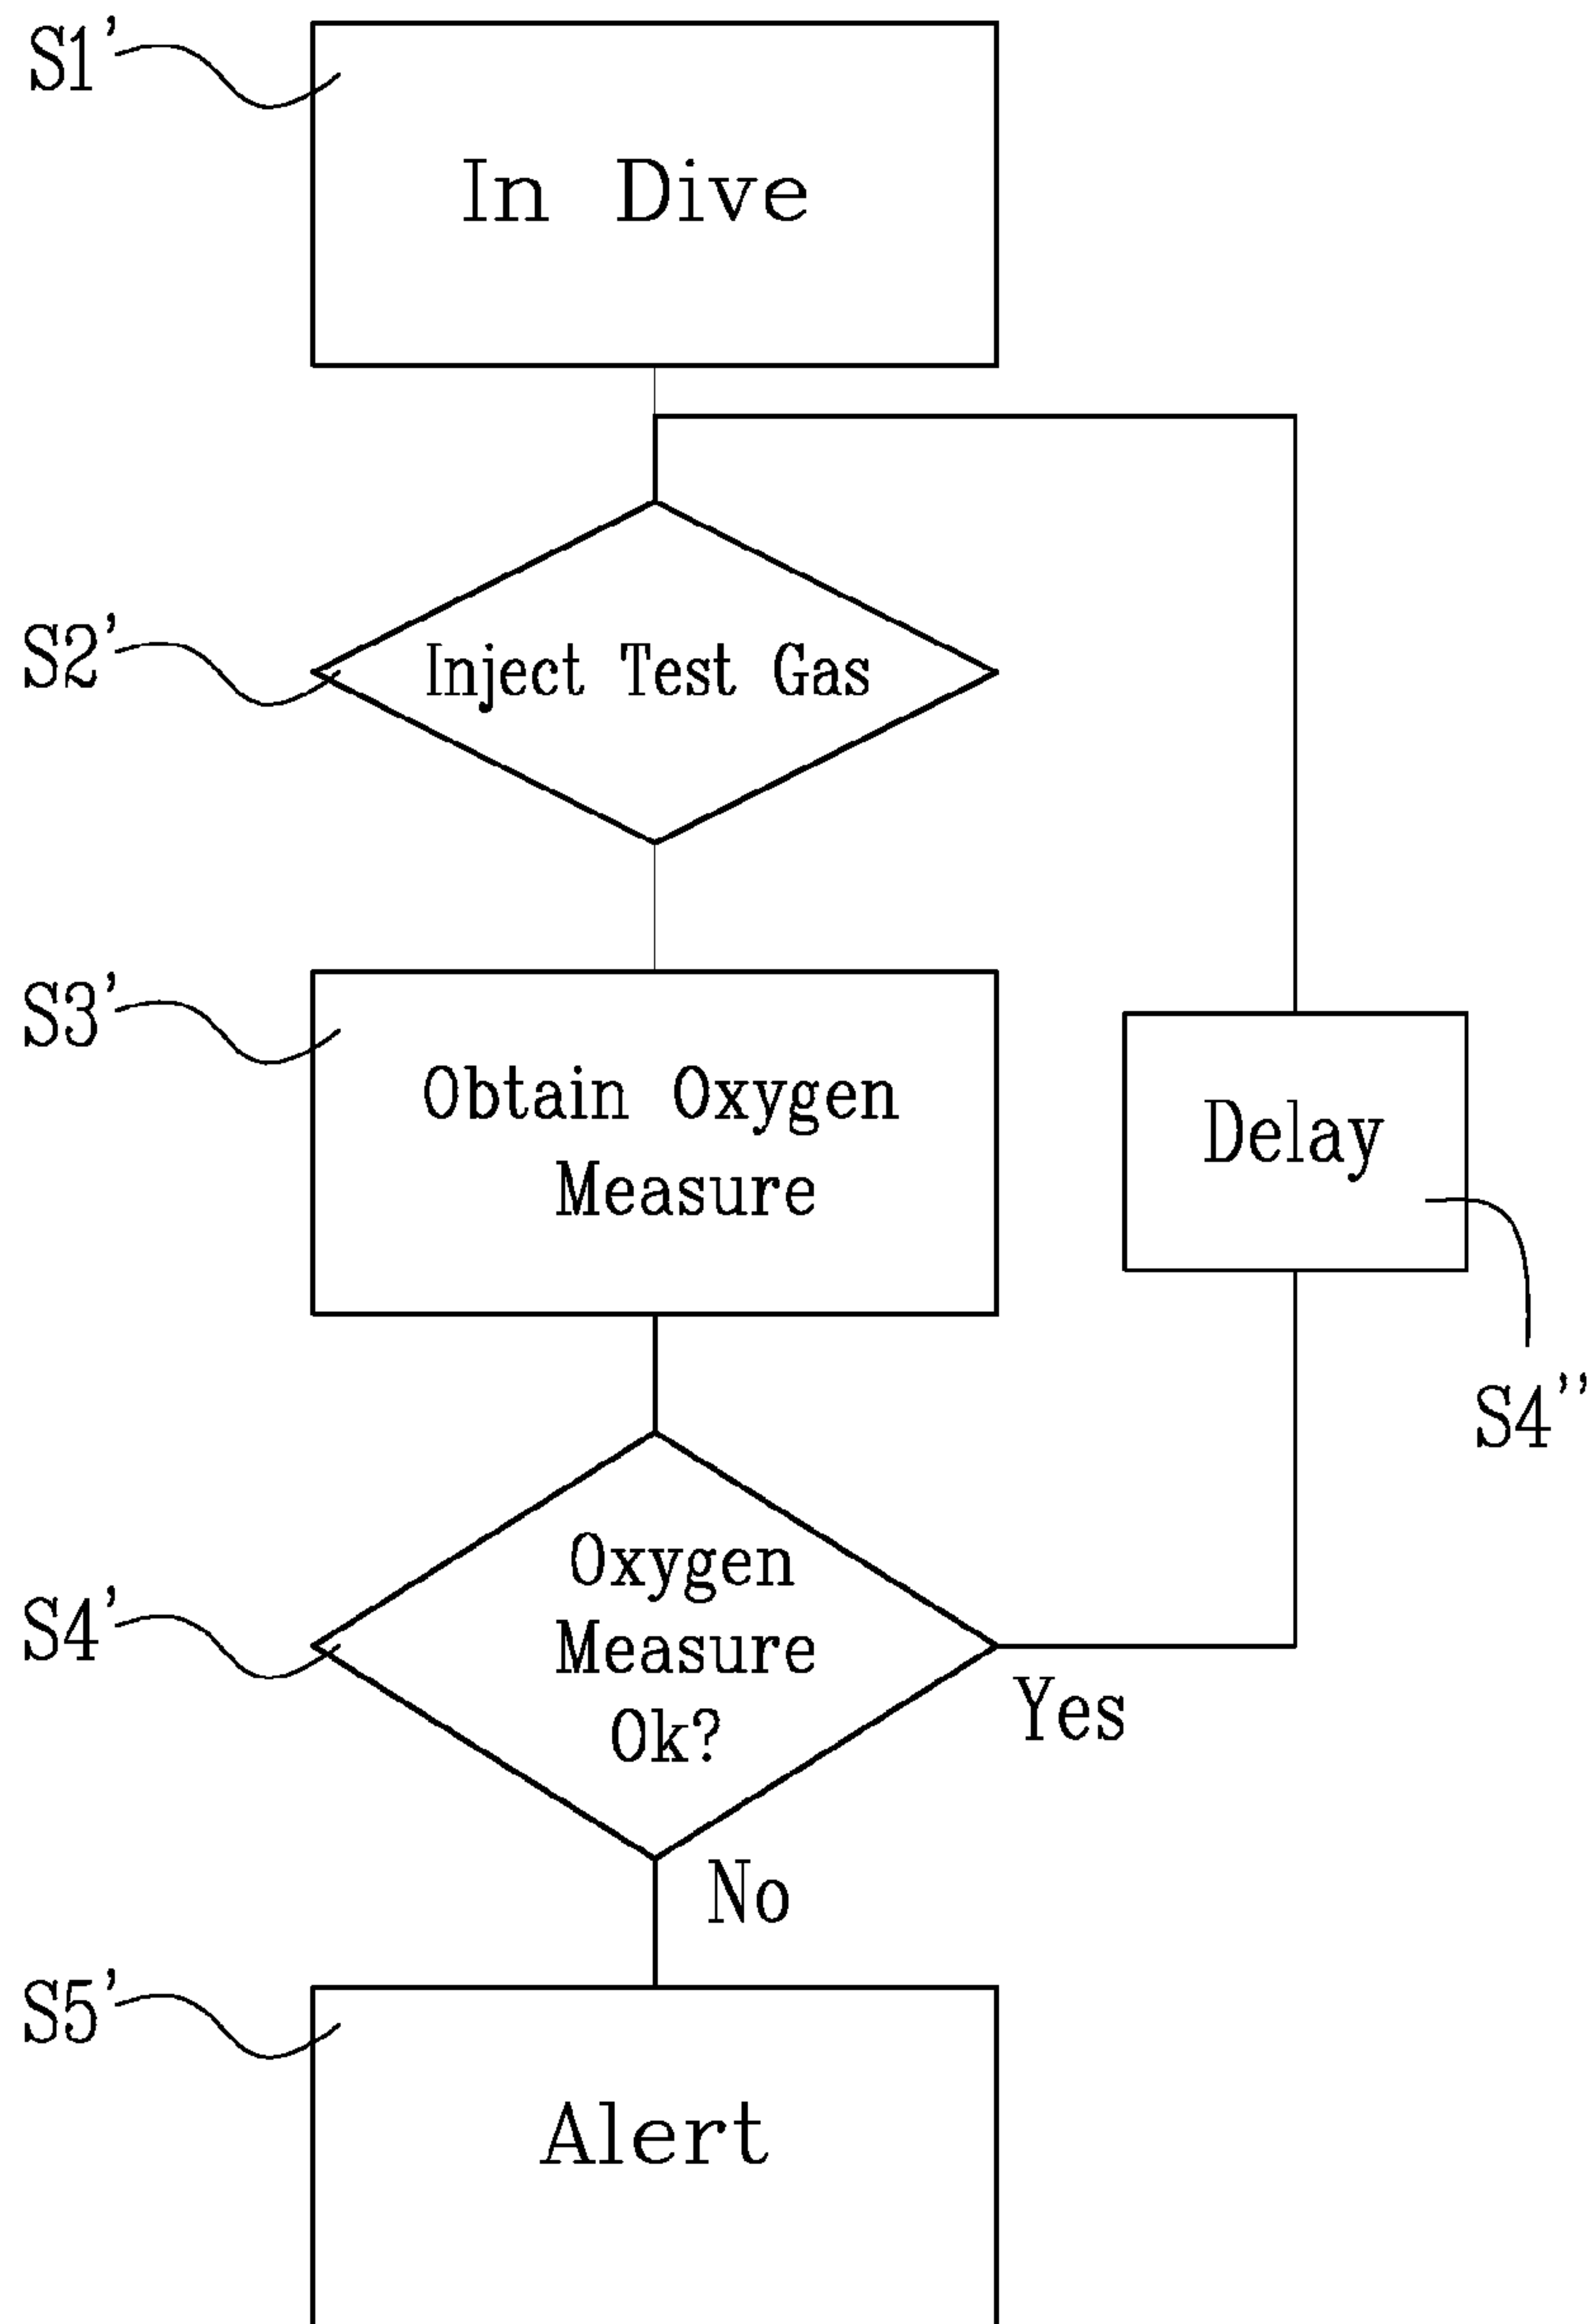 S1'
In Dive
S2'
Inject Test Gas
S3'
Obtain Oxygen
Measure
Delay
S4''
S4'
Oxygen
Measure
Ok?
Yes
No
S5'
Alert